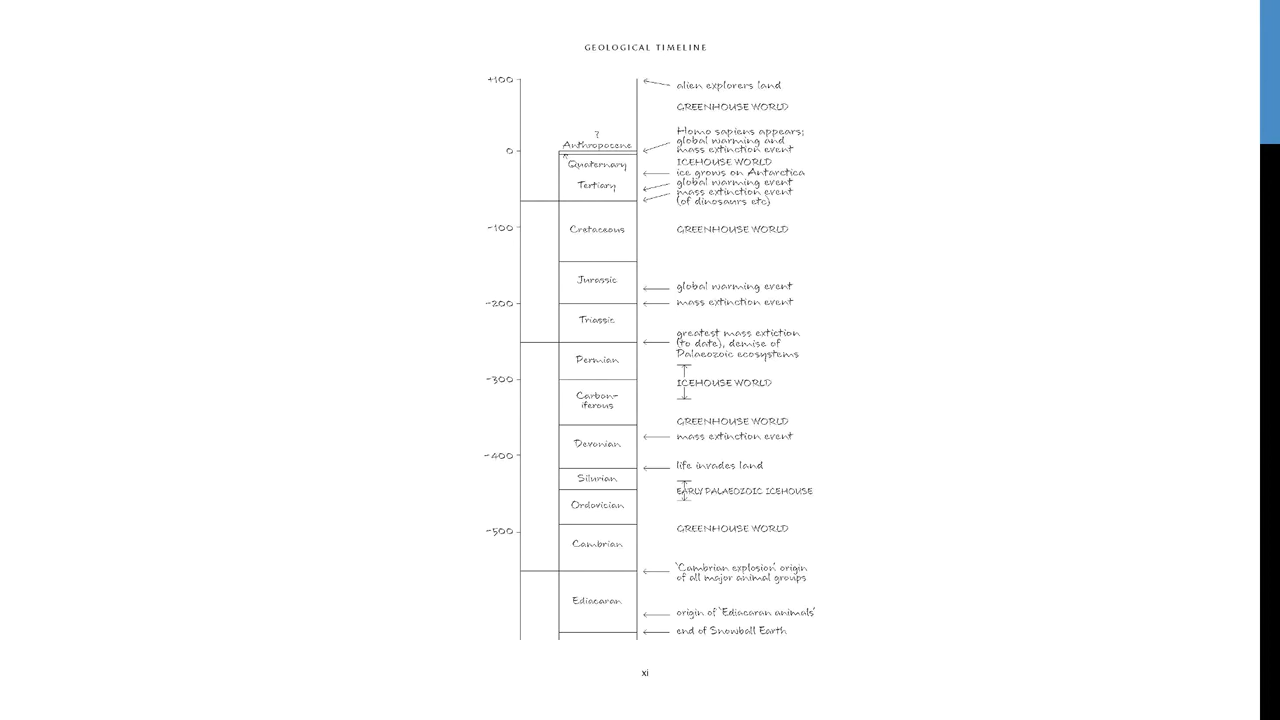 GEOLOGICAL TIMELINE
+100
alien explorers land
GREENHOUSE WORLD
?
Anthropocene
Homo sapiens appears;
global warming and
mass extinction event
0
Quaternary
ICEHOUSE WORLD
ice grows on Antarctica
Tertiary
global warming event
mass extinction event
(of dinosaurs etc)
-100
Cretaceous
GREENHOUSE WORLD
Jurassic
global warming event
-200
mass extinction event
Triassic
greatest mass extiction
(to date), demise of
Palaeozoic ecosystems
Permian
-300
ICEHOUSE WORLD
Carbon-
iferous
GREENHOUSE WORLD
Devonian
mass extinction event
-400
life invades land
Silurian
EARLY PALAEOZOIC ICEHOUSE
Ordovician
-500
GREENHOUSE WORLD
Cambrian
'Cambrian explosion' origin
of all major animal groups
Ediacaran
origin of 'Ediacaran animals'
end of Snowball Earth
xi